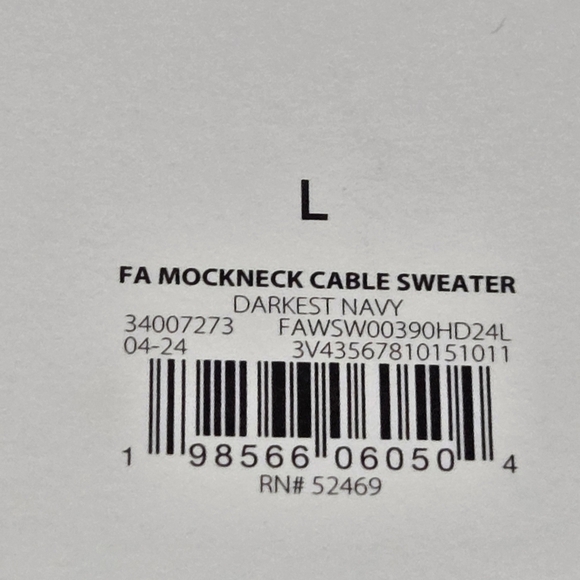 L
FA MOCKNECK CABLE SWEATER
DARKEST NAVY
34007273 FAWSW00390HD24L
04-24 3V43567810151011
1 98566 06050 4
RN# 52469